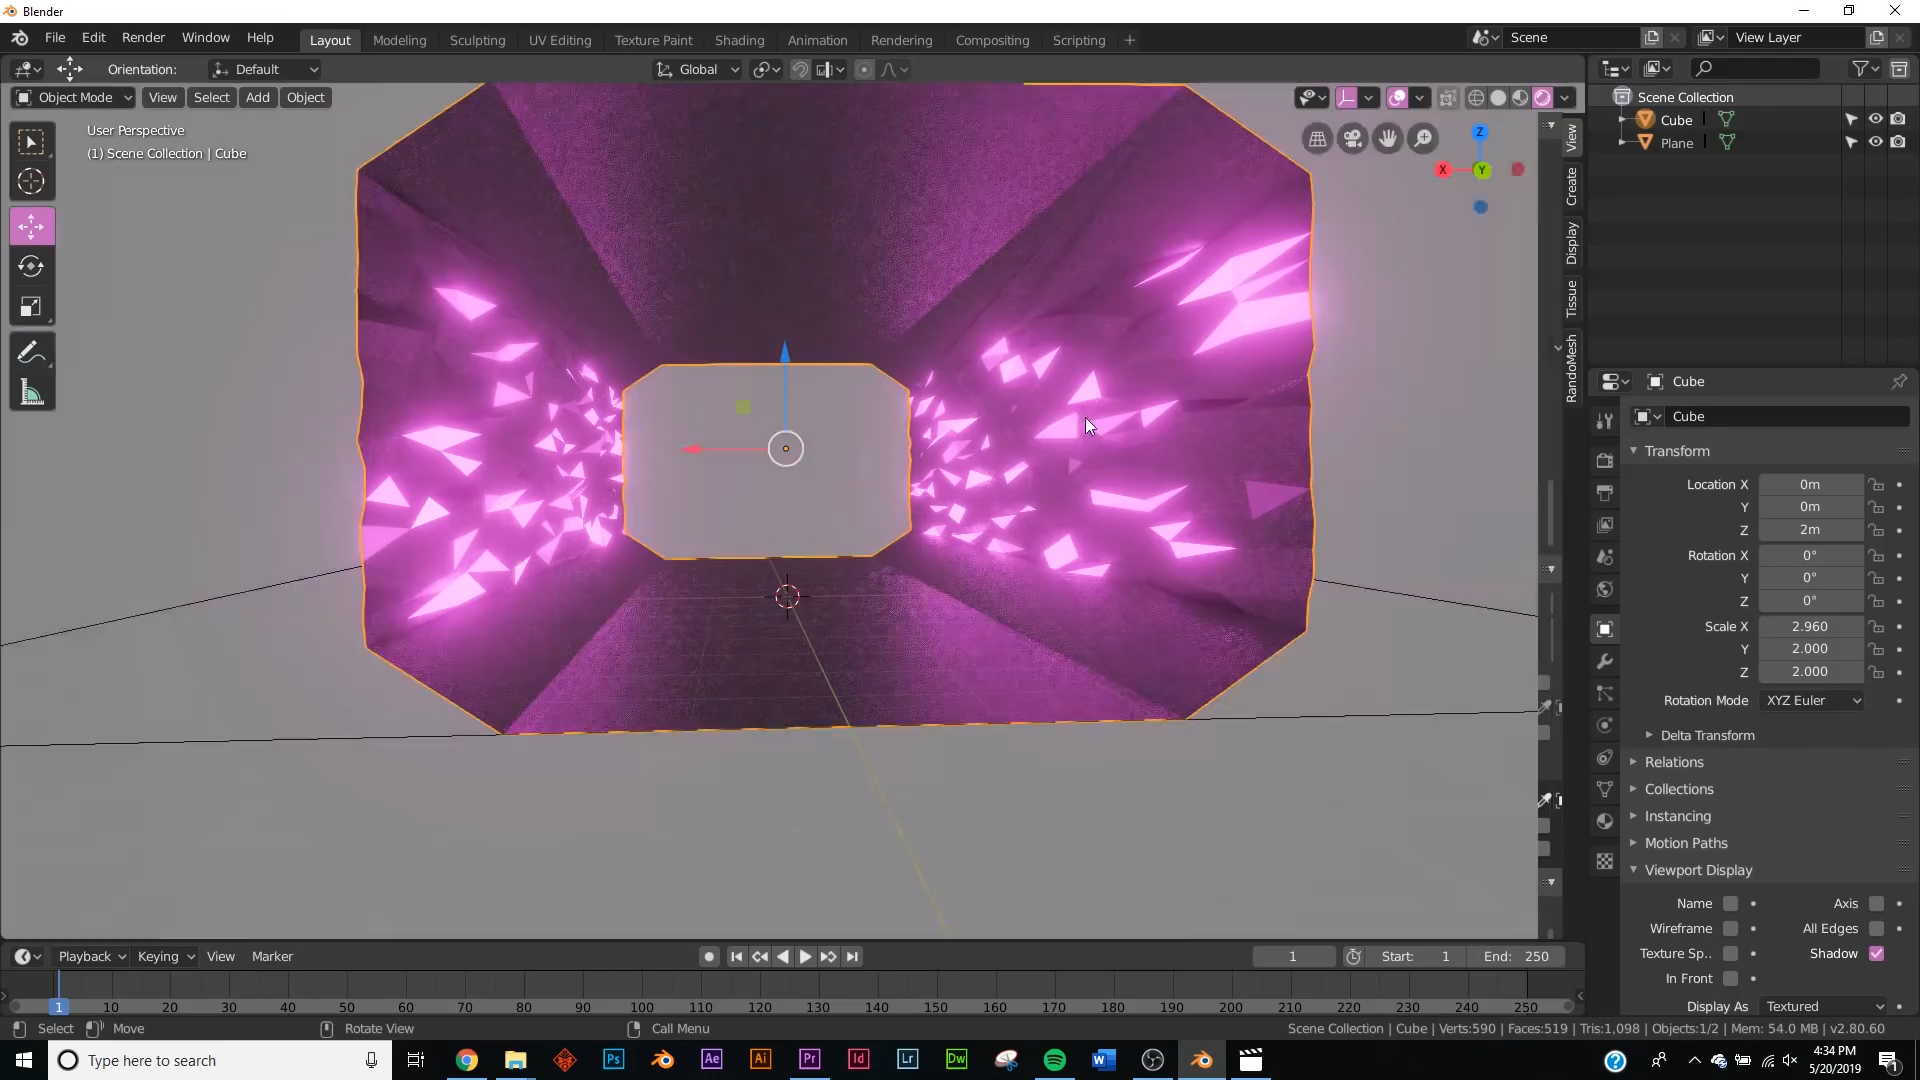 Blender
File Edit Render Window Help
Layout Modeling Sculpting UV Editing Texture Paint Shading Animation Rendering Compositing Scripting +
Scene
View Layer
Orientation: Default
Global
Object Mode View Select Add Object
User Perspective
(1) Scene Collection | Cube
Z
X
Y
View
Create
Display
Tissue
RandoMesh
Scene Collection
Cube
Plane
Cube
Cube
Transform
Location X 0m
Y 0m
Z 2m
Rotation X 0°
Y 0°
Z 0°
Scale X 2.960
Y 2.000
Z 2.000
Rotation Mode XYZ Euler
Delta Transform
Relations
Collections
Instancing
Motion Paths
Viewport Display
Name Axis
Wireframe All Edges
Texture Sp.. Shadow
In Front
Display As Textured
Playback Keying View Marker
1 Start: 1 End: 250
1 10 20 30 40 50 60 70 80 90 100 110 120 130 140 150 160 170 180 190 200 210 220 230 240 250
Select Move Rotate View Call Menu
Scene Collection | Cube | Verts:590 | Faces:519 | Tris:1,098 | Objects:1/2 | Mem: 54.0 MB | v2.80.60
Type here to search
Ps Ae Ai Pr Id Lr Dw W
4:34 PM
5/20/2019
1